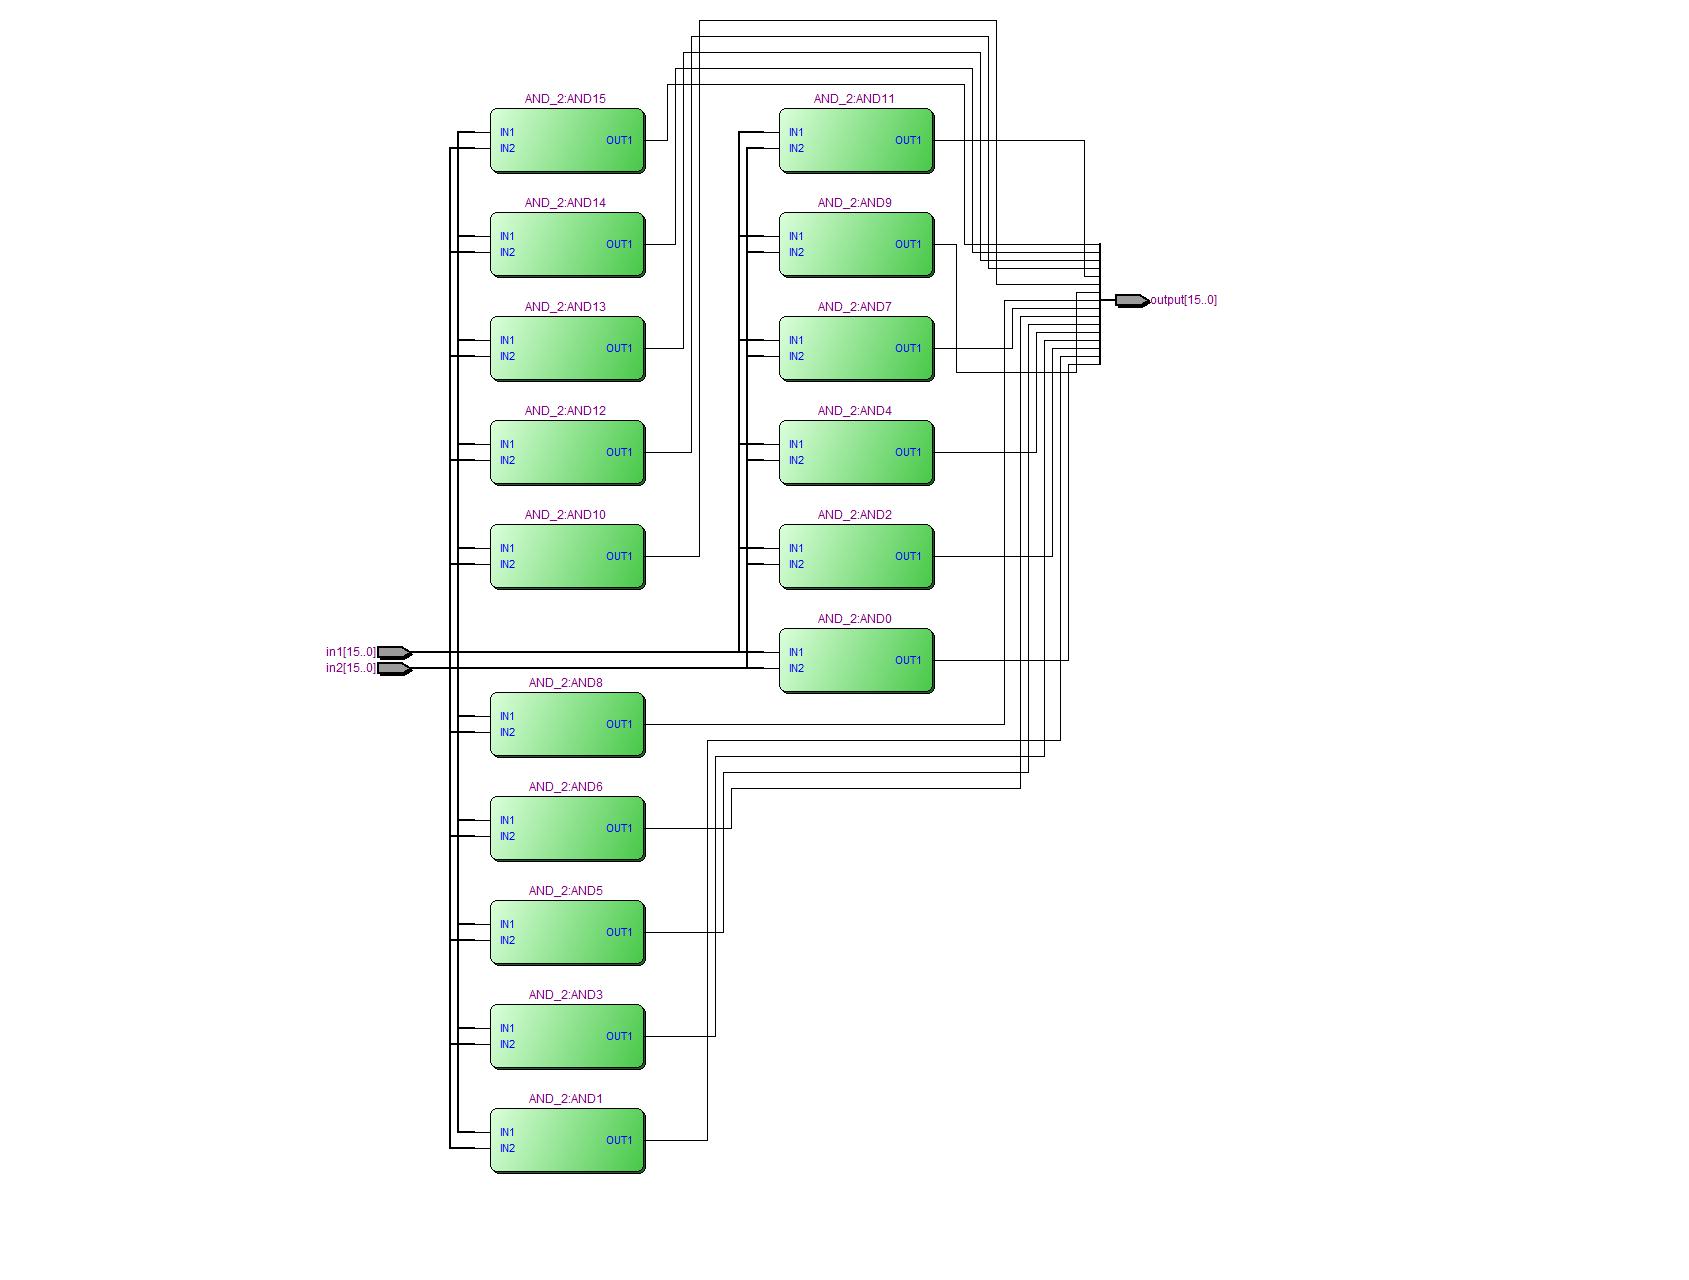 AND_2:AND15
IN1
IN2
OUT1
AND_2:AND14
IN1
IN2
OUT1
AND_2:AND13
IN1
IN2
OUT1
AND_2:AND12
IN1
IN2
OUT1
AND_2:AND10
IN1
IN2
OUT1
in1[15..0]
in2[15..0]
AND_2:AND8
IN1
IN2
OUT1
AND_2:AND6
IN1
IN2
OUT1
AND_2:AND5
IN1
IN2
OUT1
AND_2:AND3
IN1
IN2
OUT1
AND_2:AND1
IN1
IN2
OUT1
AND_2:AND11
IN1
IN2
OUT1
AND_2:AND9
IN1
IN2
OUT1
AND_2:AND7
IN1
IN2
OUT1
AND_2:AND4
IN1
IN2
OUT1
AND_2:AND2
IN1
IN2
OUT1
AND_2:AND0
IN1
IN2
OUT1
output[15..0]